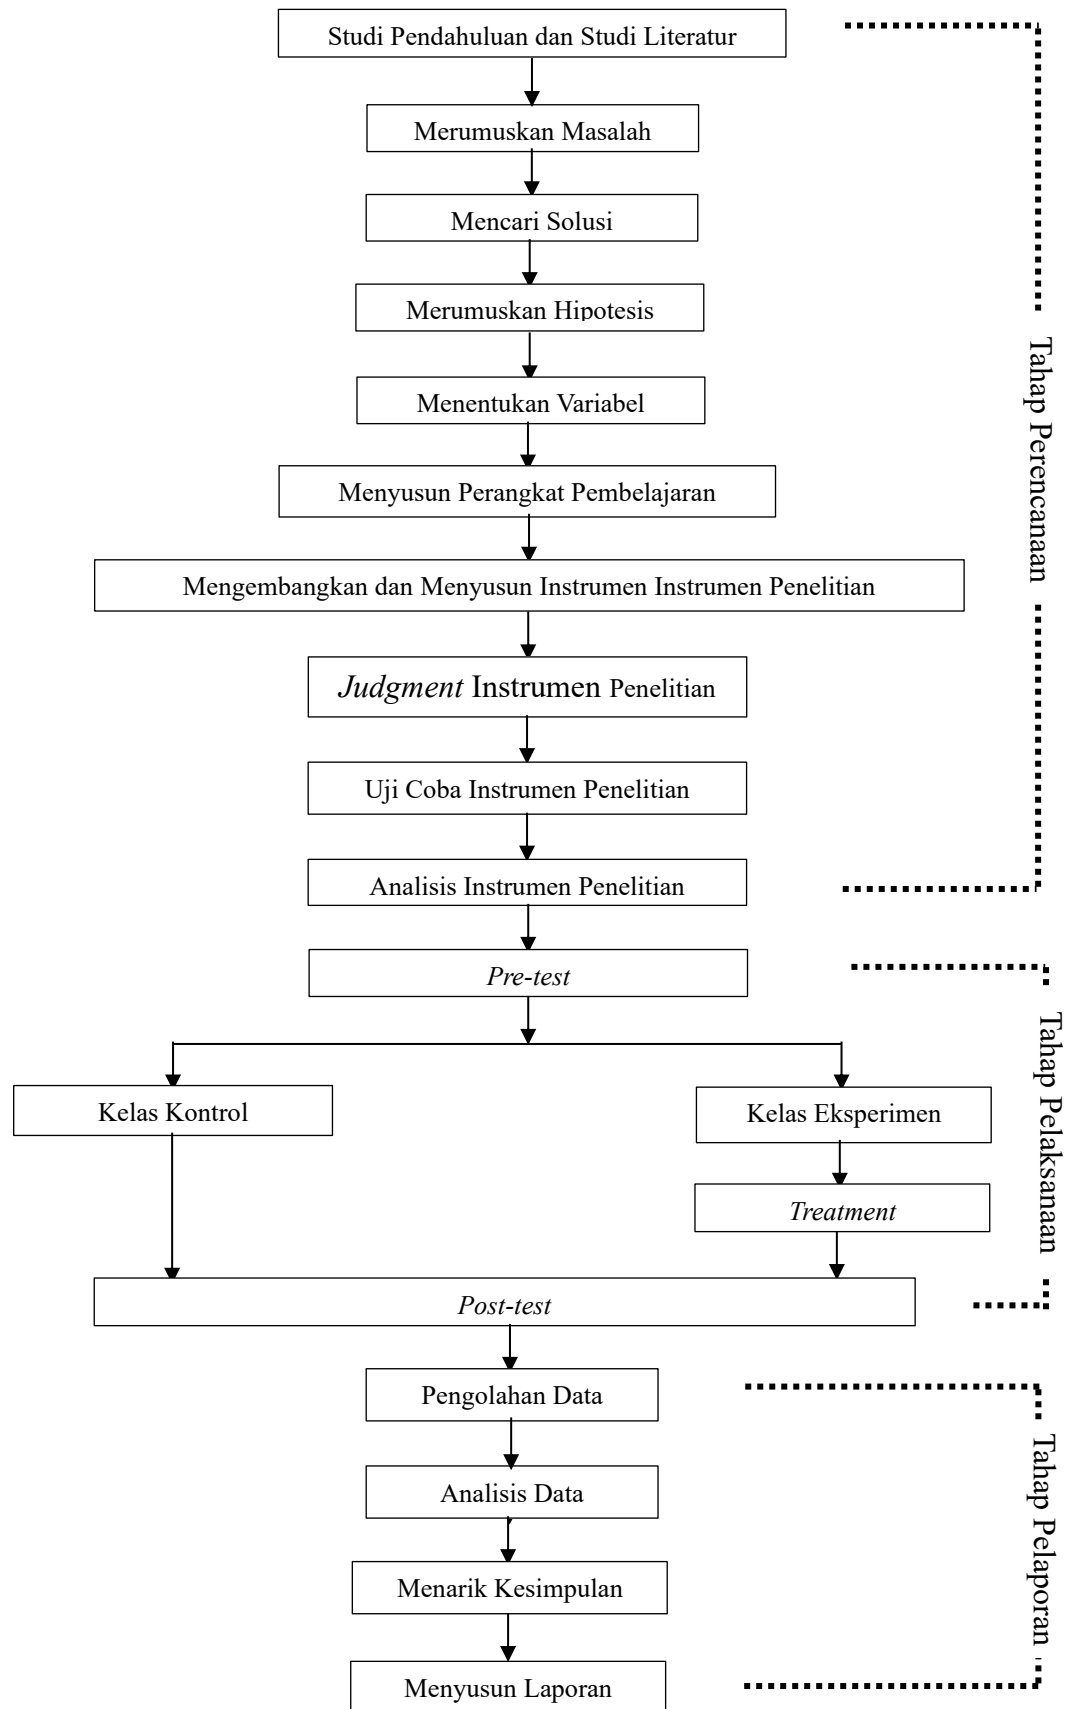 Studi Pendahuluan dan Studi Literatur
Merumuskan Masalah
Mencari Solusi
Merumuskan Hipotesis
Menentukan Variabel
Menyusun Perangkat Pembelajaran
Mengembangkan dan Menyusun Instrumen Instrumen Penelitian
Judgment Instrumen Penelitian
Uji Coba Instrumen Penelitian
Analisis Instrumen Penelitian
Tahap Perencanaan
Pre-test
Kelas Kontrol
Kelas Eksperimen
Treatment
Post-test
Tahap Pelaksanaan
Pengolahan Data
Analisis Data
Menarik Kesimpulan
Menyusun Laporan
Tahap Pelaporan